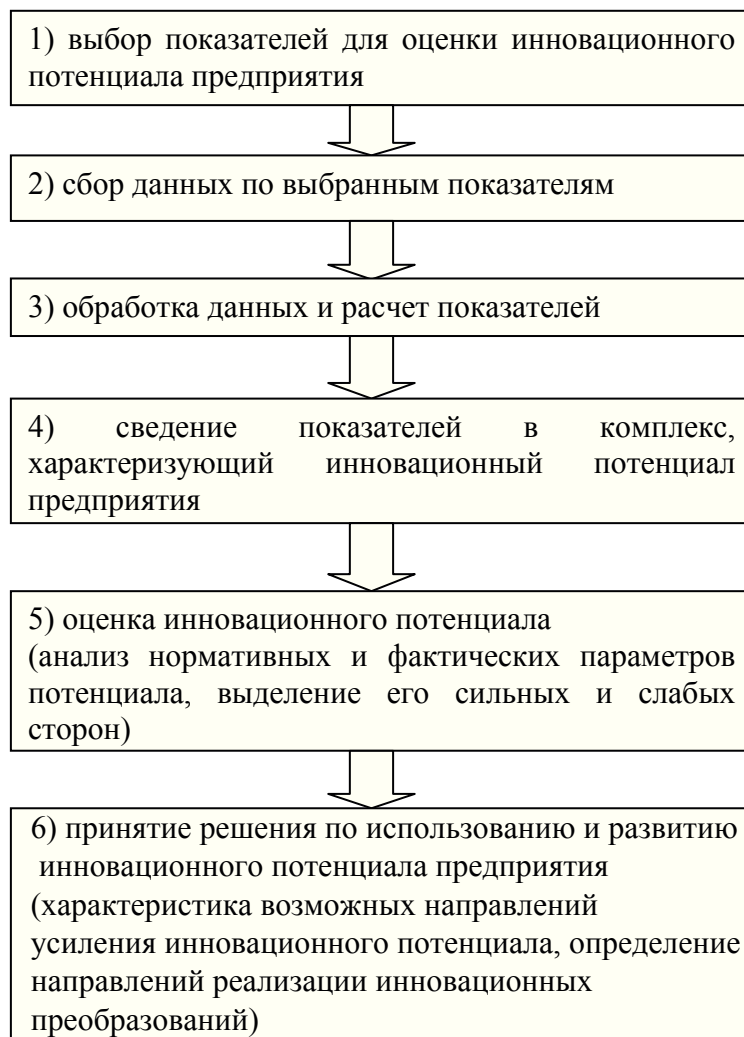 1) выбор показателей для оценки инновационного
потенциала предприятия
2) сбор данных по выбранным показателям
3) обработка данных и расчет показателей
4) сведение показателей в комплекс,
характеризующий инновационный потенциал
предприятия
5) оценка инновационного потенциала
(анализ нормативных и фактических параметров
потенциала, выделение его сильных и слабых
сторон)
6) принятие решения по использованию и развитию
инновационного потенциала предприятия
(характеристика возможных направлений
усиления инновационного потенциала, определение
направлений реализации инновационных
преобразований)